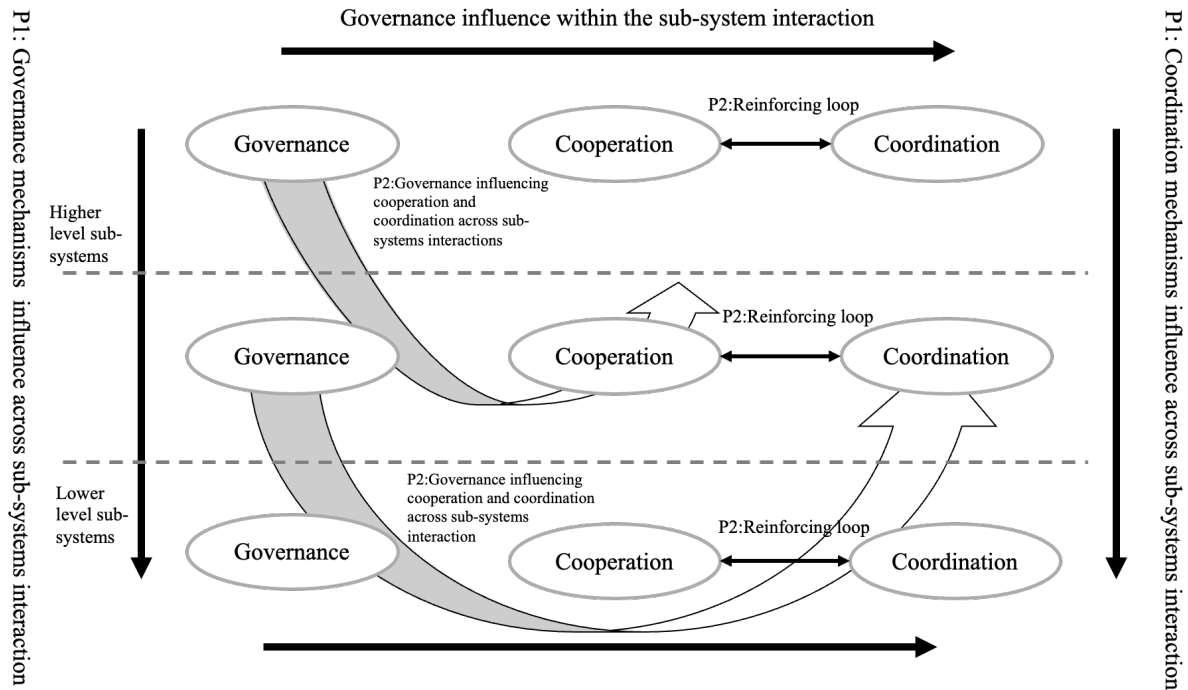 Governance influence within the sub-system interaction
P1: Governance mechanisms influence across sub-systems interaction
P1: Coordination mechanisms influence across sub-systems interaction
P2:Reinforcing loop
Governance
Cooperation
Coordination
P2:Governance influencing
cooperation and
coordination across sub-
systems interactions
Higher
level sub-
systems
P2:Reinforcing loop
Governance
Cooperation
Coordination
Lower
level sub-
systems
P2:Governance influencing
cooperation and coordination
across sub-systems
interaction
P2:Reinforcing loop
Governance
Cooperation
Coordination